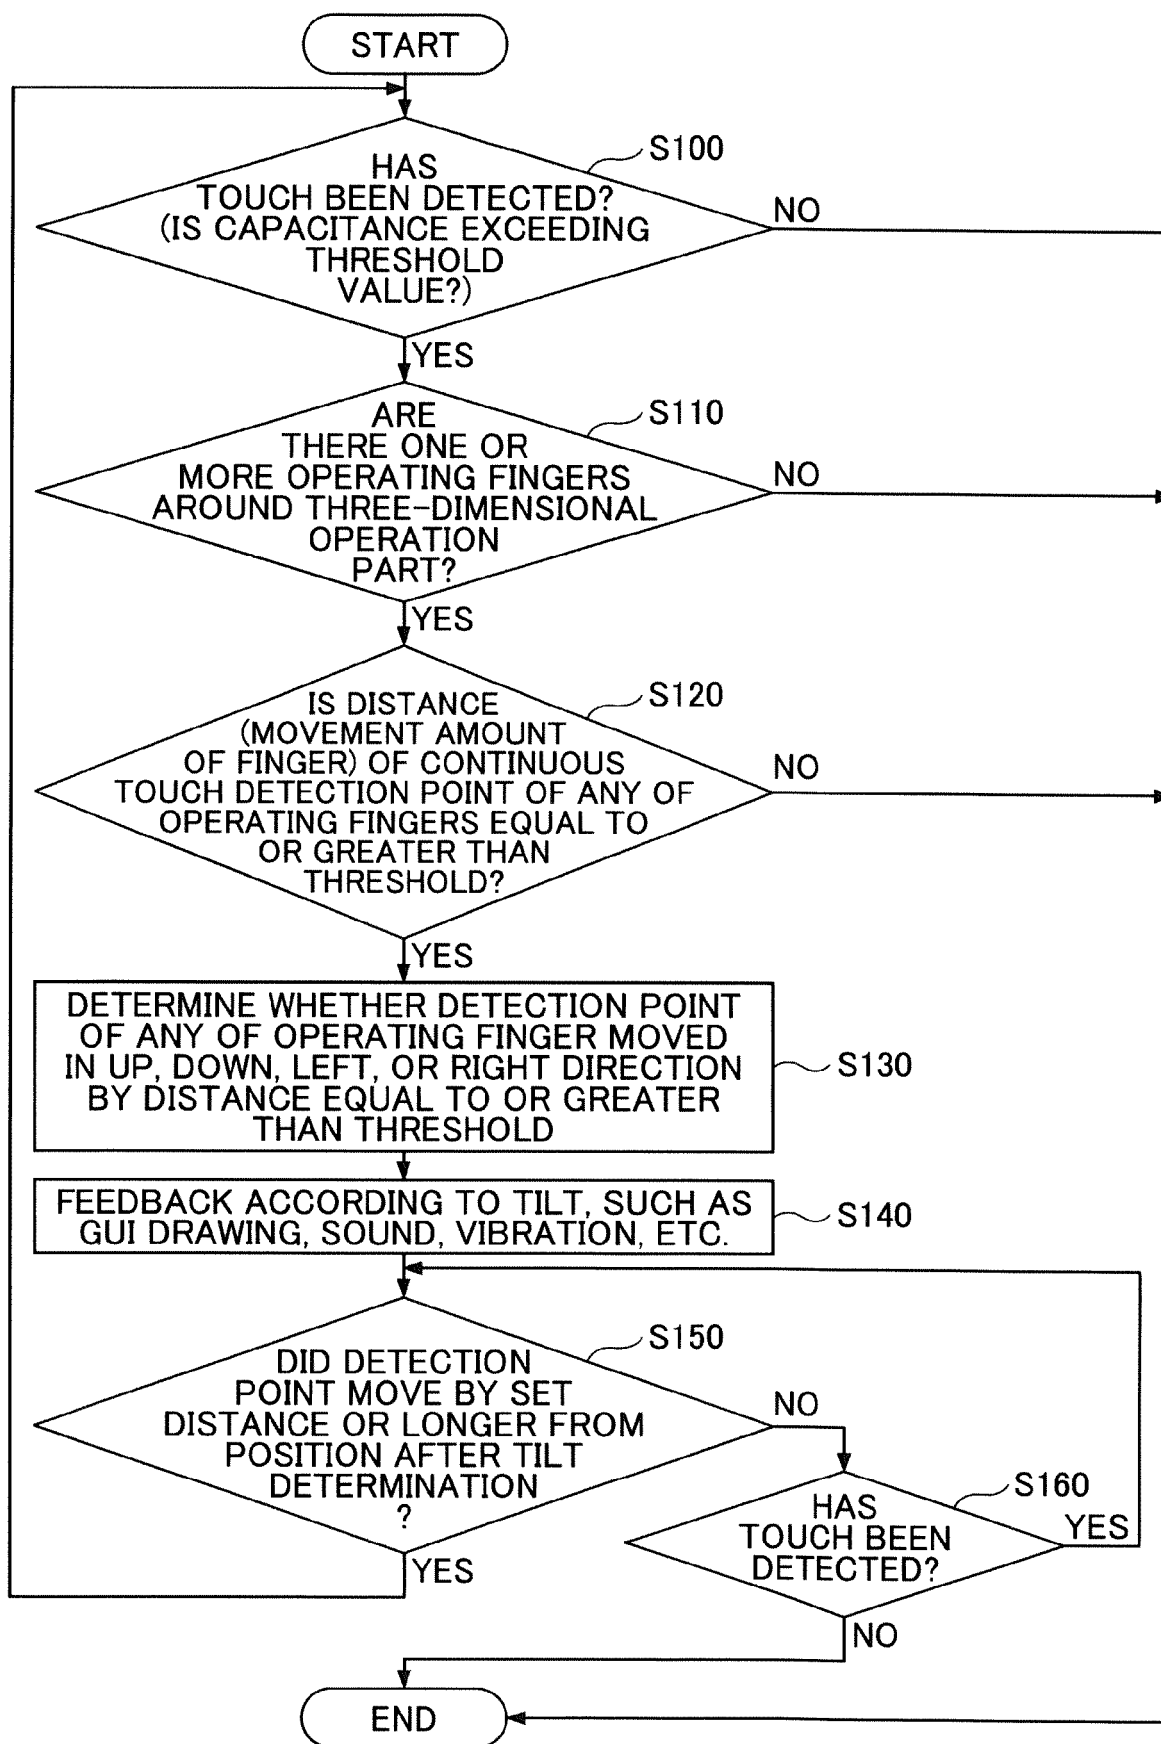 START
S100
HAS
TOUCH BEEN DETECTED?
(IS CAPACITANCE EXCEEDING
THRESHOLD
VALUE?)
NO
YES
S110
ARE
THERE ONE OR
MORE OPERATING FINGERS
AROUND THREE-DIMENSIONAL
OPERATION
PART?
NO
YES
S120
IS DISTANCE
(MOVEMENT AMOUNT
OF FINGER) OF CONTINUOUS
TOUCH DETECTION POINT OF ANY OF
OPERATING FINGERS EQUAL TO
OR GREATER THAN
THRESHOLD?
NO
YES
DETERMINE WHETHER DETECTION POINT
OF ANY OF OPERATING FINGER MOVED
IN UP, DOWN, LEFT, OR RIGHT DIRECTION
BY DISTANCE EQUAL TO OR GREATER
THAN THRESHOLD
S130
FEEDBACK ACCORDING TO TILT, SUCH AS
GUI DRAWING, SOUND, VIBRATION, ETC.
S140
S150
DID DETECTION
POINT MOVE BY SET
DISTANCE OR LONGER FROM
POSITION AFTER TILT
DETERMINATION
?
NO
YES
S160
HAS
TOUCH BEEN
DETECTED?
YES
NO
END